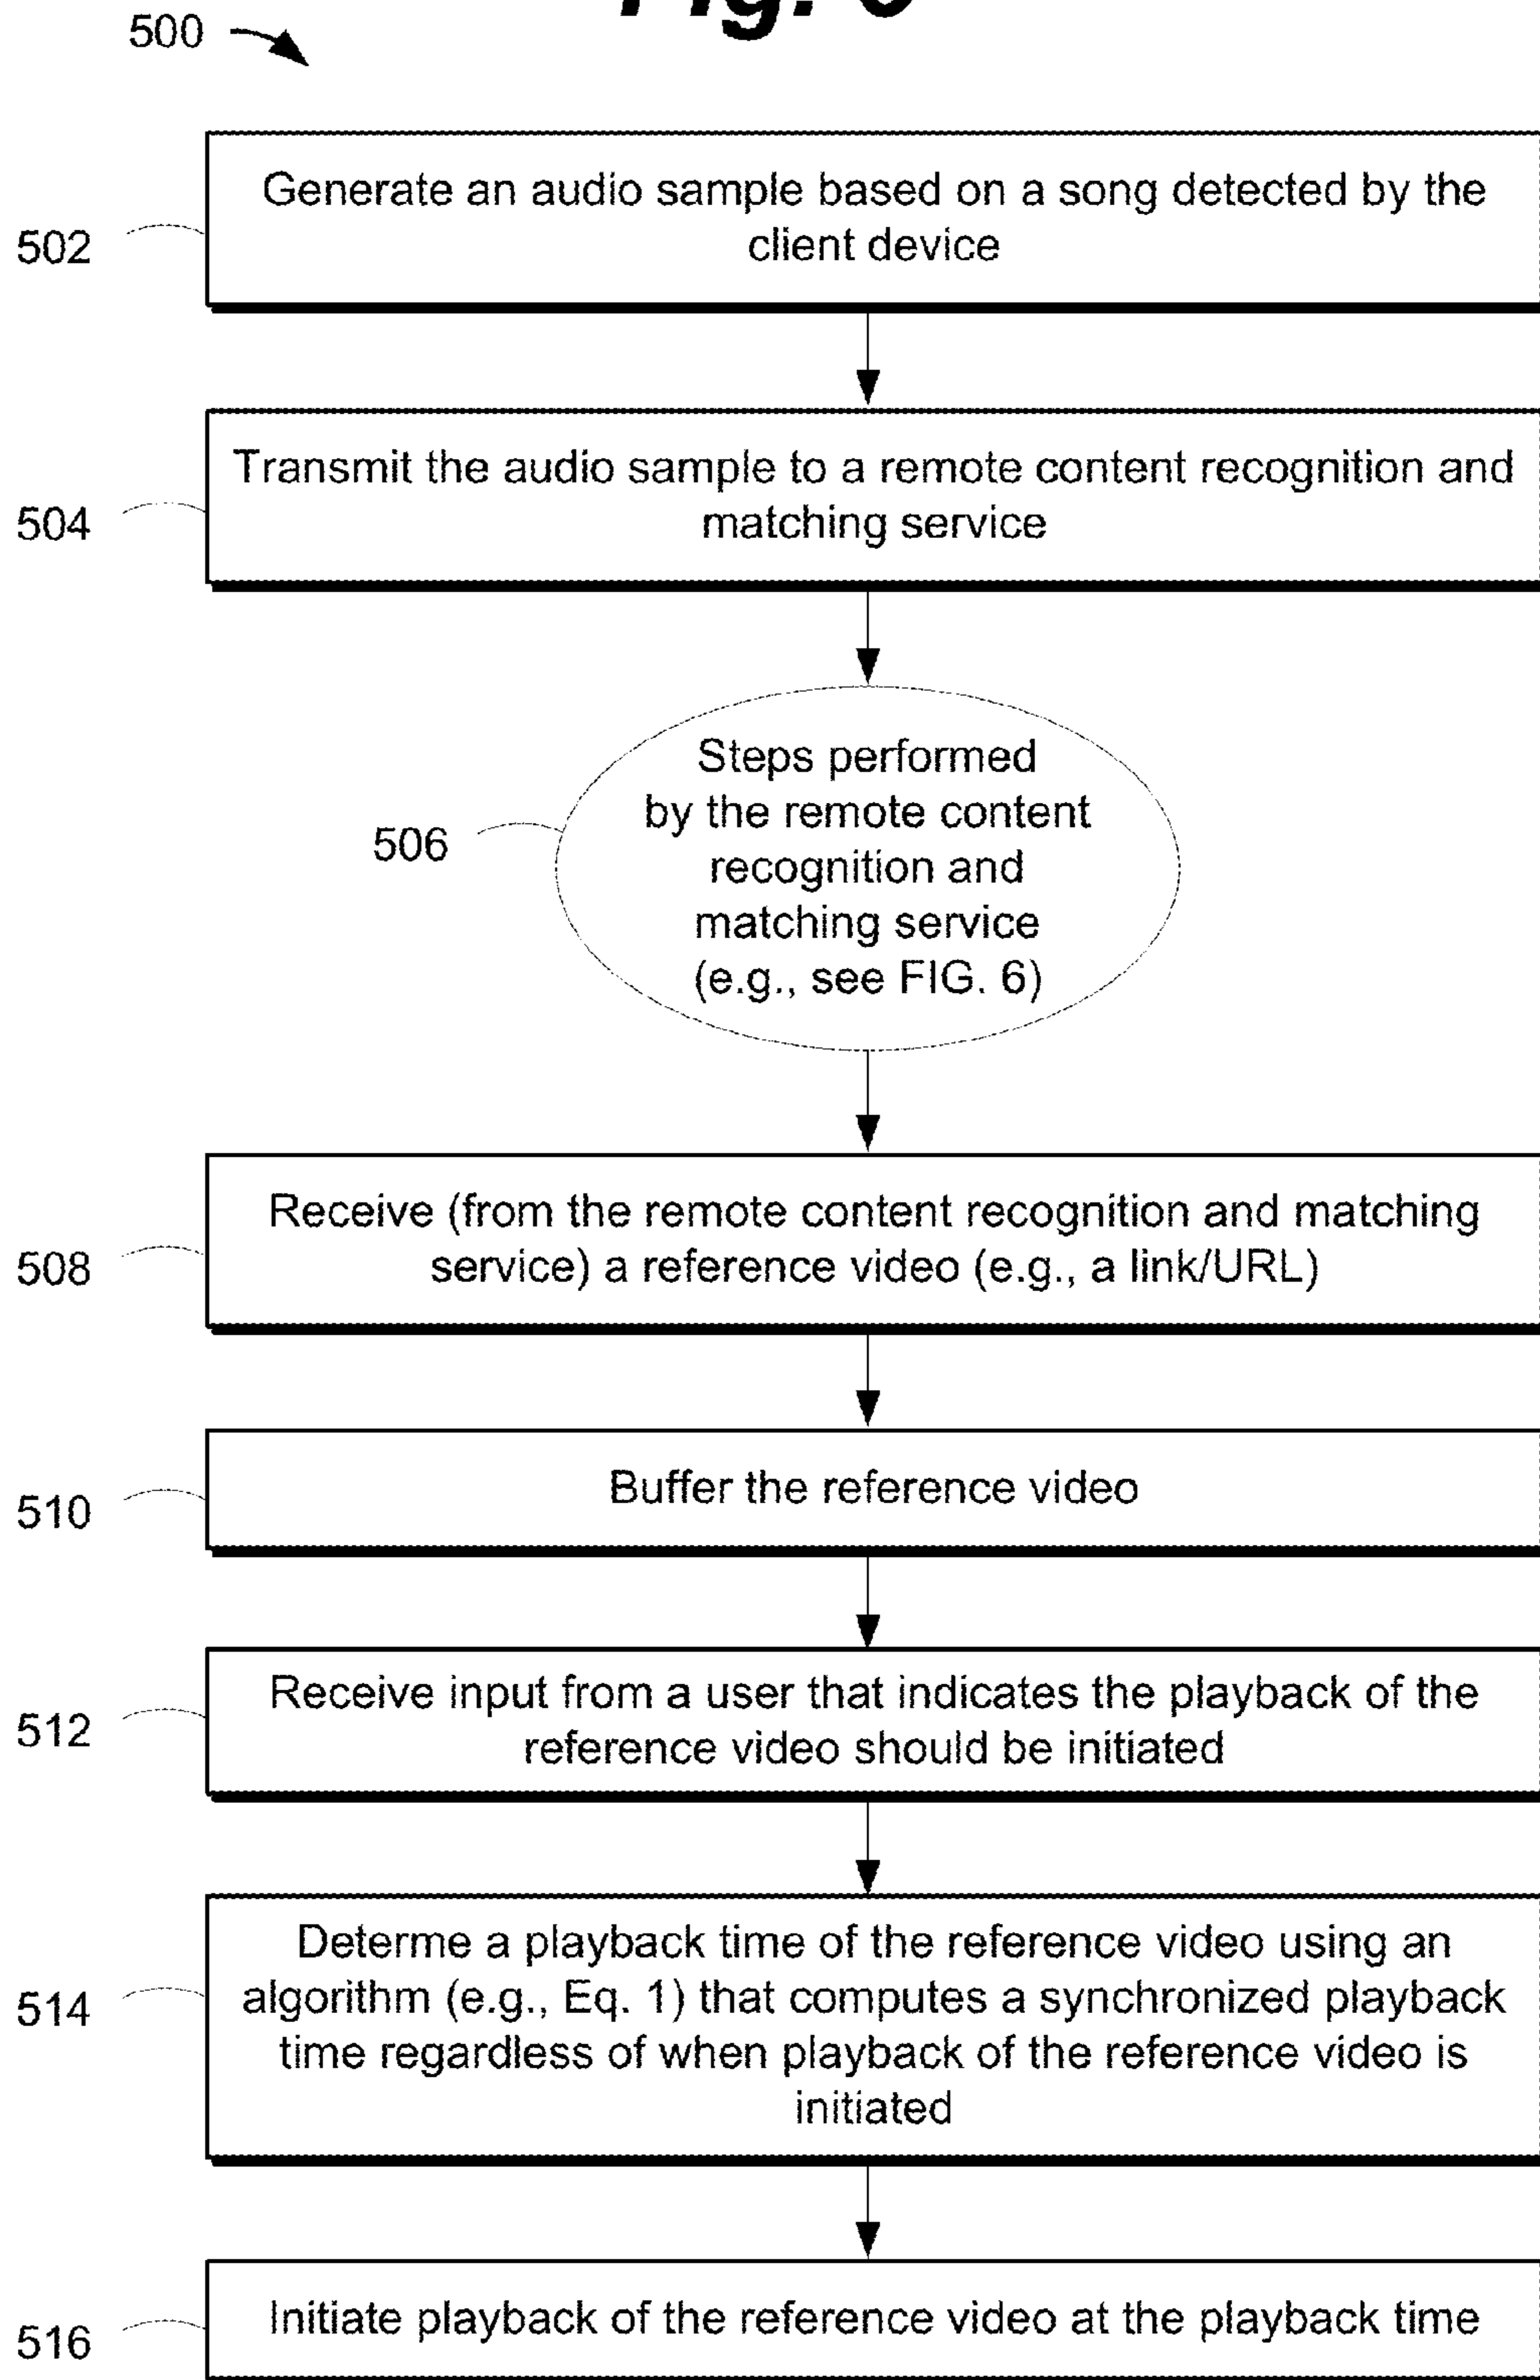 Fig.
500
Generate an audio sample based on a song detected by the
client device
502
Transmit the audio sample to a remote content recognition and
matching service
504
Steps performed
by the remote content
recognition and
matching service
(e.g., see FIG. 6)
506
Receive (from the remote content recognition and matching
service) a reference video (e.g., a link/URL)
508
Buffer the reference video
510
Receive input from a user that indicates the playback of the
reference video should be initiated
512
Determe a playback time of the reference video using an
algorithm (e.g., Eq. 1) that computes a synchronized playback
time regardless of when playback of the reference video is
initiated
514
Initiate playback of the reference video at the playback time
516